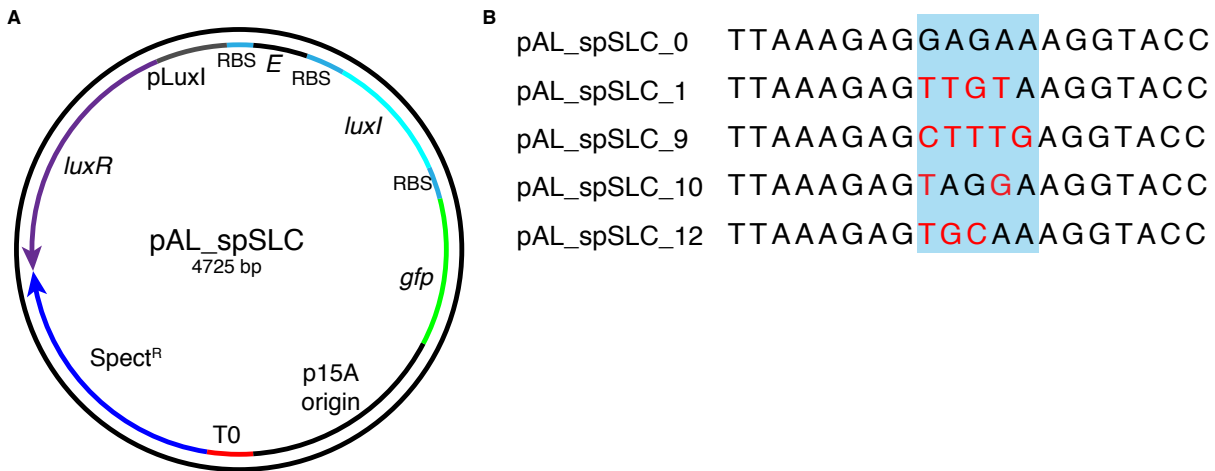 A
pLuxI
RBS
E
RBS
luxI
RBS
luxR
pAL_spSLC
4725 bp
gfp
Spect^R
p15A
origin
T0
B
pAL_spSLC_0 TTAAAGAGGAGAAAGGTACC
pAL_spSLC_1 TTAAAGAGTTGTAAGGTACC
pAL_spSLC_9 TTAAAGAGCTTTGAGGTACC
pAL_spSLC_10 TTAAAGAGTAGGAAGGTACC
pAL_spSLC_12 TTAAAGAGTGCAAAGGTACC